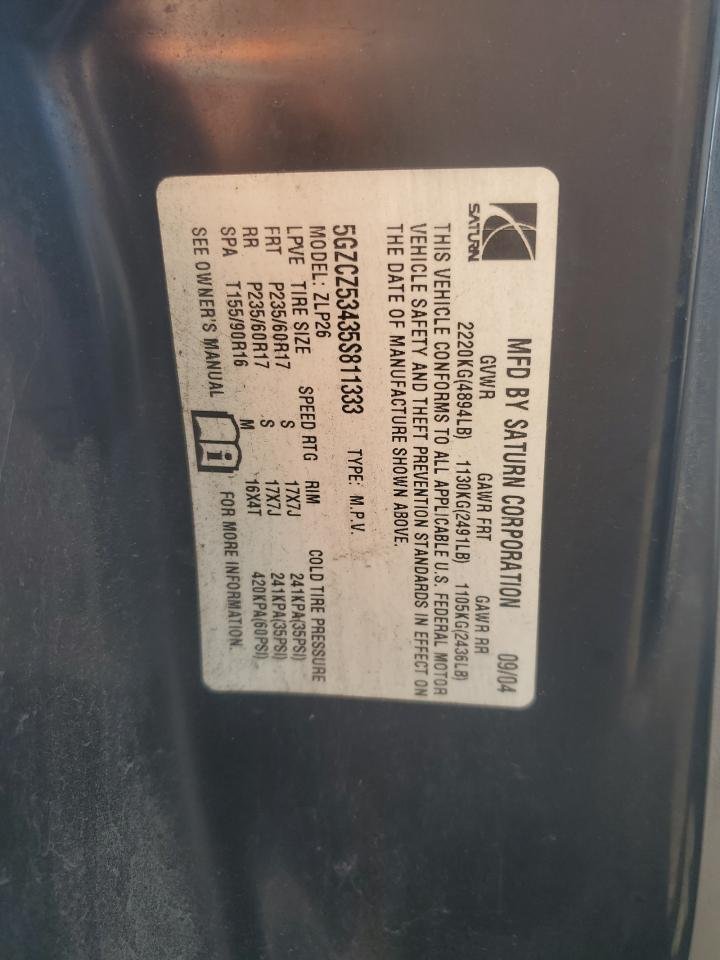 SATURN
MFD BY SATURN CORPORATION 09/04
GVWR GAWR FRT GAWR RR
2220KG(4894LB) 1130KG(2491LB) 1105KG(2436LB)
THIS VEHICLE CONFORMS TO ALL APPLICABLE U.S. FEDERAL MOTOR
VEHICLE SAFETY AND THEFT PREVENTION STANDARDS IN EFFECT ON
THE DATE OF MANUFACTURE SHOWN ABOVE.
5GZCZ53435S811333 TYPE: M.P.V.
MODEL: ZLP26
LPVE TIRE SIZE SPEED RTG RIM COLD TIRE PRESSURE
FRT P235/60R17 S 17X7J 241KPA(35PSI)
RR P235/60R17 S 17X7J 241KPA(35PSI)
SPA T155/90R16 M 16X4T 420KPA(60PSI)
SEE OWNER'S MANUAL i FOR MORE INFORMATION.